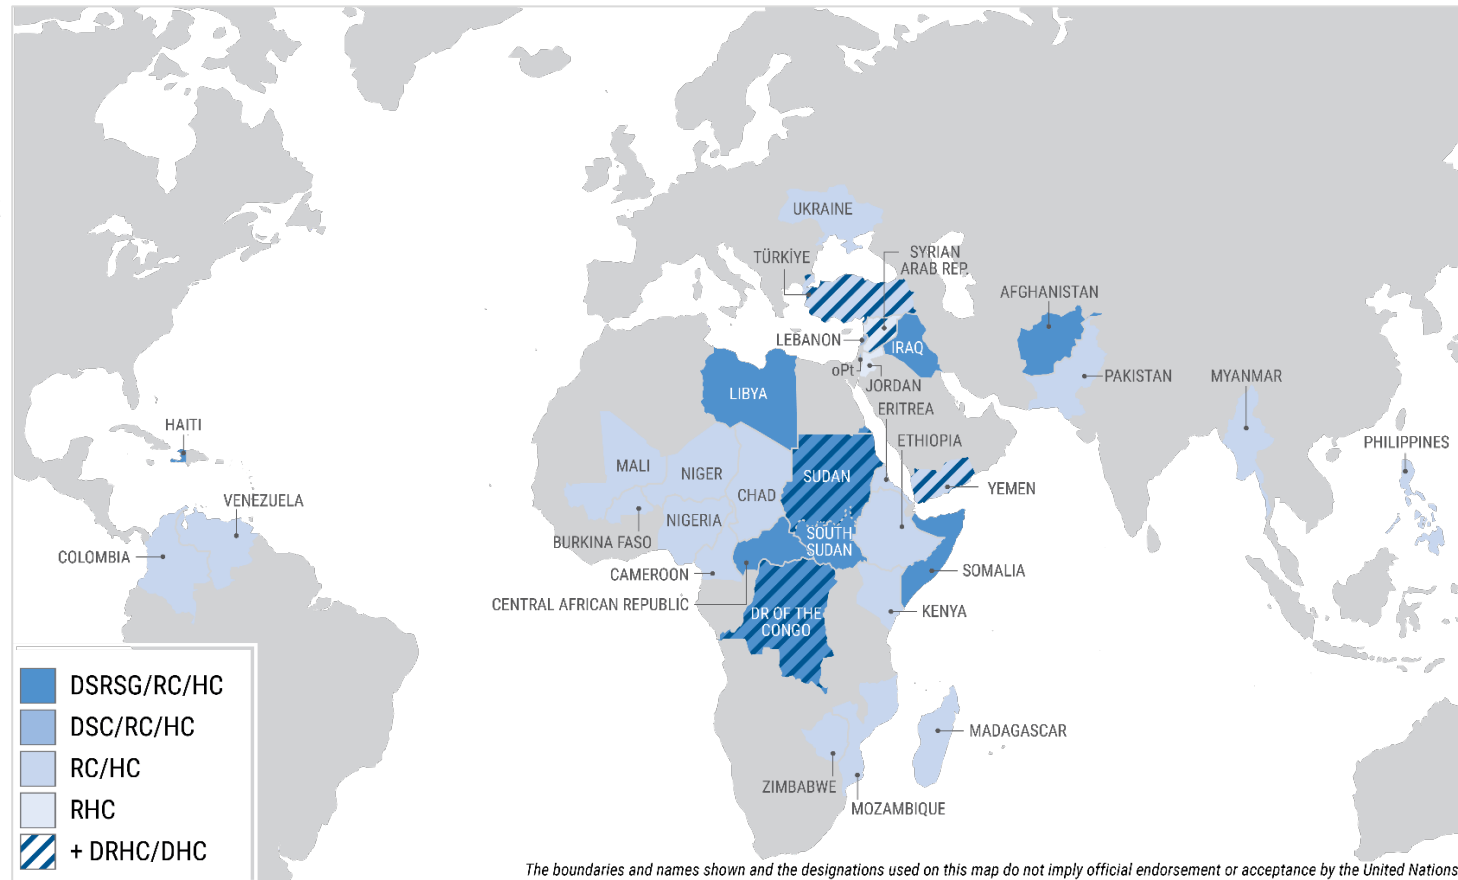 UKRAINE
TÜRKİYE
SYRIAN
ARAB REP.
AFGHANISTAN
LEBANON
IRAQ
oPt
JORDAN
PAKISTAN
MYANMAR
LIBYA
ERITREA
HAITI
ETHIOPIA
PHILIPPINES
MALI
NIGER
SUDAN
YEMEN
CHAD
VENEZUELA
NIGERIA
BURKINA FASO
SOUTH
SUDAN
COLOMBIA
CAMEROON
SOMALIA
CENTRAL AFRICAN REPUBLIC
KENYA
DR OF THE
CONGO
MADAGASCAR
ZIMBABWE
MOZAMBIQUE
DSRSG/RC/HC
DSC/RC/HC
RC/HC
RHC
+ DRHC/DHC
The boundaries and names shown and the designations used on this map do not imply official endorsement or acceptance by the United Nations